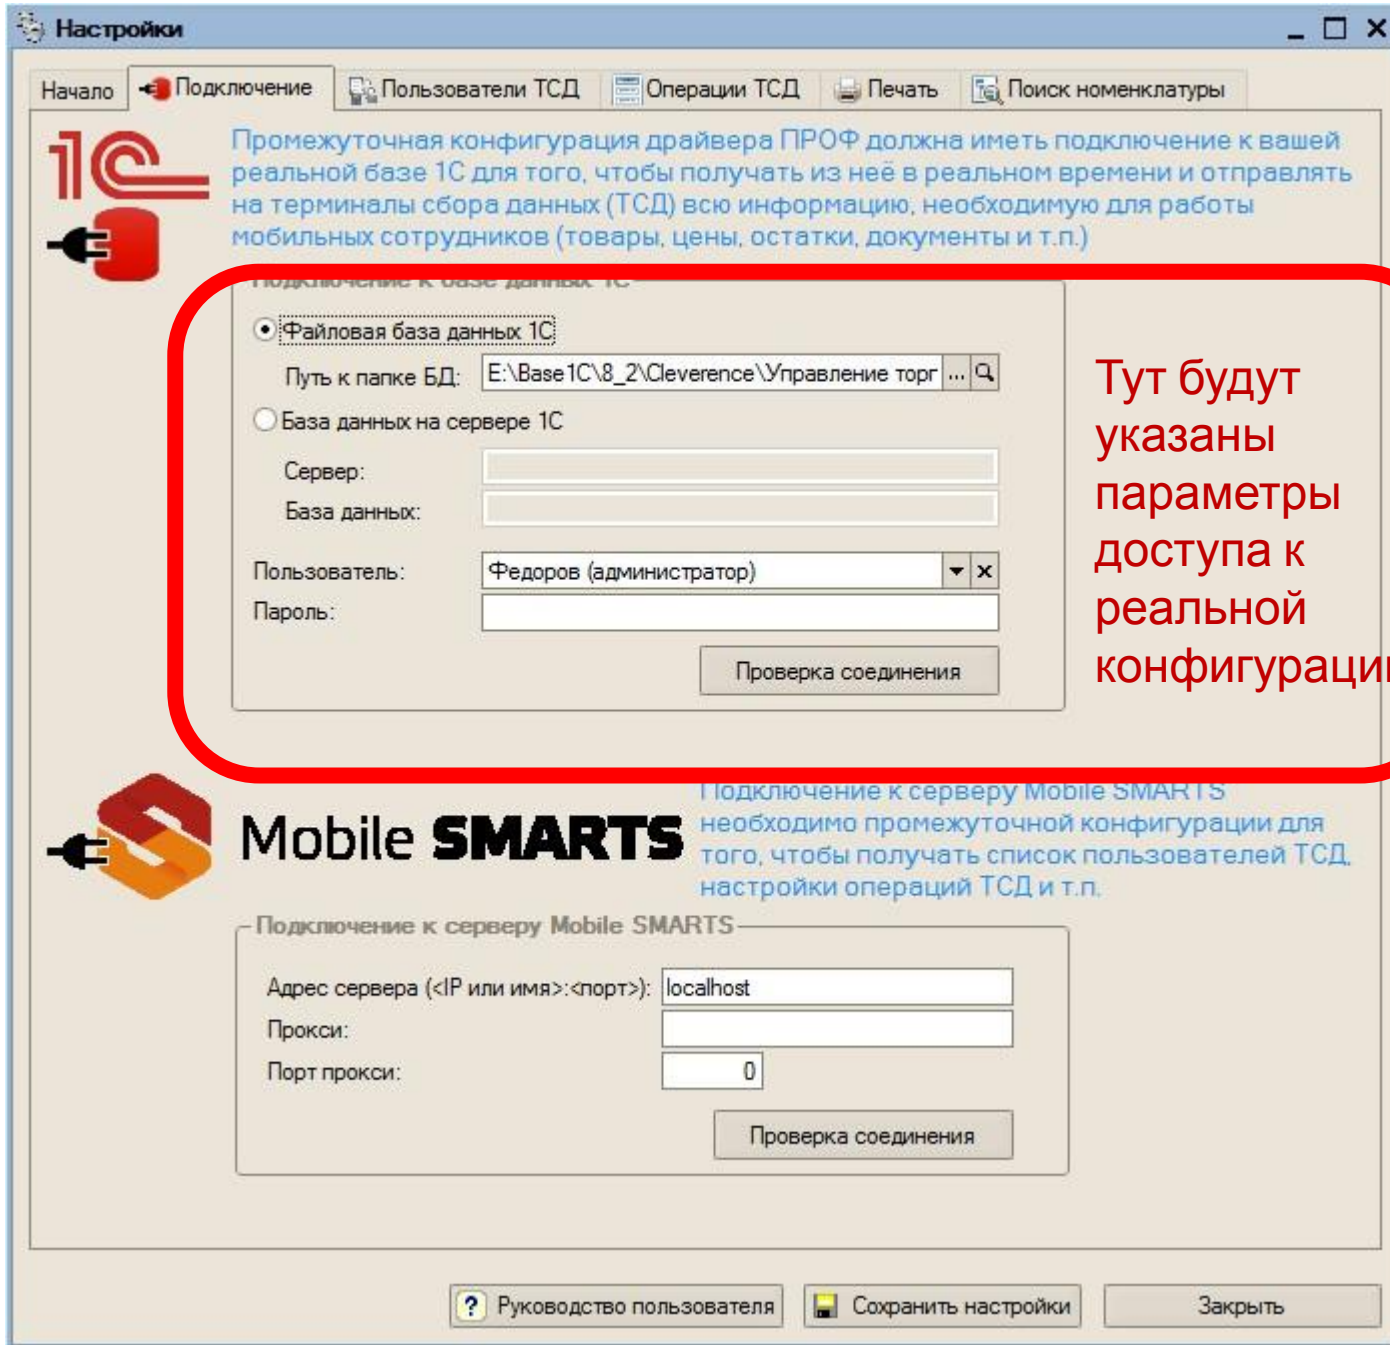 Настройки
Начало Подключение Пользователи ТСД Операции ТСД Печать Поиск номенклатуры
1С
Промежуточная конфигурация драйвера ПРОФ должна иметь подключение к вашей
реальной базе 1С для того, чтобы получать из неё в реальном времени и отправлять
на терминалы сбора данных (ТСД) всю информацию, необходимую для работы
мобильных сотрудников (товары, цены, остатки, документы и т.п.)
Подключение к базе данных 1С
Файловая база данных 1С
Путь к папке БД: E:\Base1C\8_2\Cleverence\Управление торг ...
База данных на сервере 1С
Сервер:
База данных:
Пользователь: Федоров (администратор)
Пароль:
Проверка соединения
Тут будут
указаны
параметры
доступа к
реальной
конфигурации
Mobile SMARTS
Подключение к серверу Mobile SMARTS
необходимо промежуточной конфигурации для
того, чтобы получать список пользователей ТСД,
настройки операций ТСД и т.п.
Подключение к серверу Mobile SMARTS
Адрес сервера (<IP или имя>:<порт>): localhost
Прокси:
Порт прокси: 0
Проверка соединения
? Руководство пользователя Сохранить настройки Закрыть